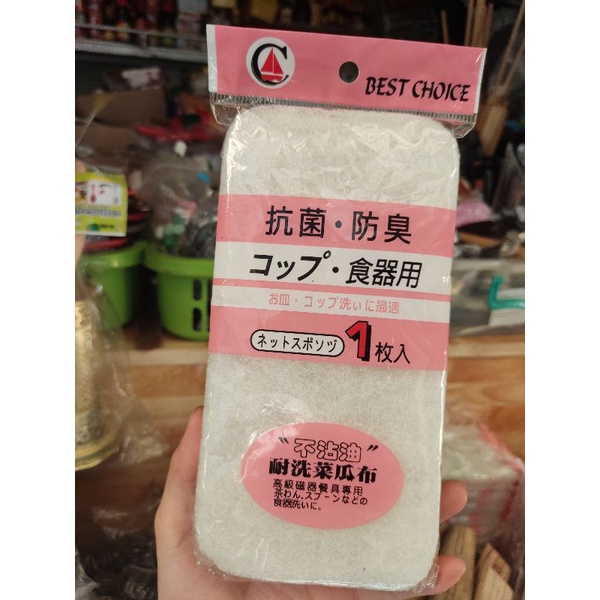 C
BEST CHOICE
抗菌・防臭
コップ・食器用
お皿・コップ洗いに最適
ネットスポソヅ 1枚入
"不沾油"
耐洗菜瓜布
高級磁器餐具専用
茶わん、スプーンなどの
食器洗いに。